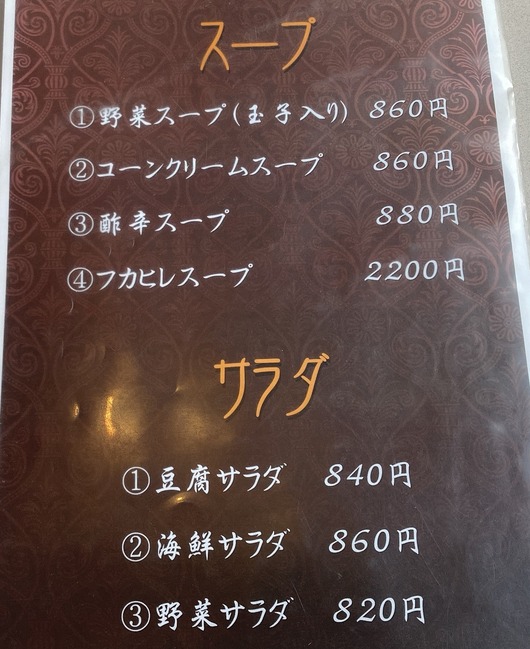 スープ
①野菜スープ(玉子入り) 860円
②コーンクリームスープ 860円
③酢辛スープ 880円
④フカヒレスープ 2200円
サラダ
①豆腐サラダ 840円
②海鮮サラダ 860円
③野菜サラダ 820円